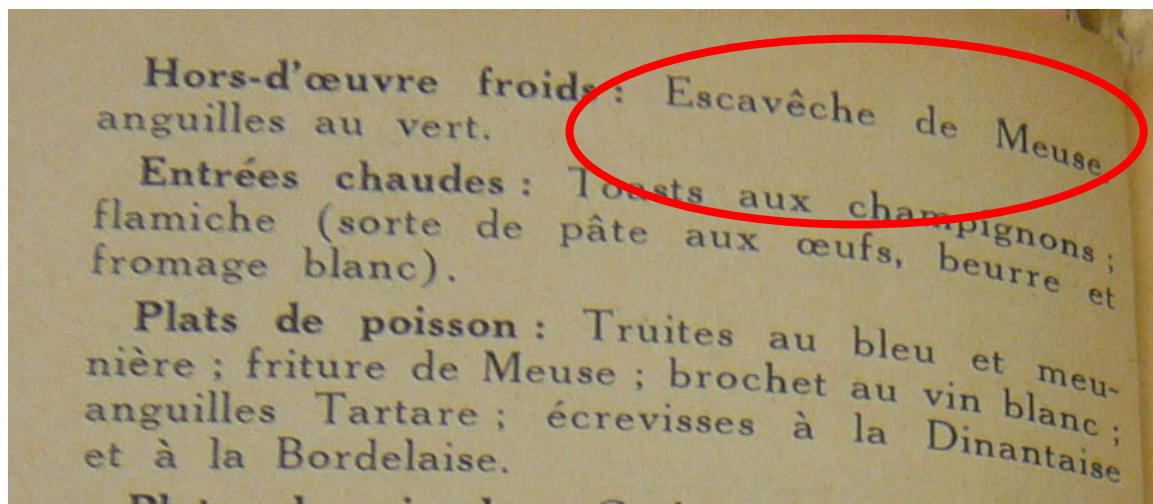 Hors-d'œuvre froids : Escavêche de Meuse,
anguilles au vert.
Entrées chaudes : Toasts aux champignons ;
flamiche (sorte de pâte aux œufs, beurre et
fromage blanc).
Plats de poisson : Truites au bleu et meu-
nière ; friture de Meuse ; brochet au vin blanc ;
anguilles Tartare ; écrevisses à la Dinantaise
et à la Bordelaise.